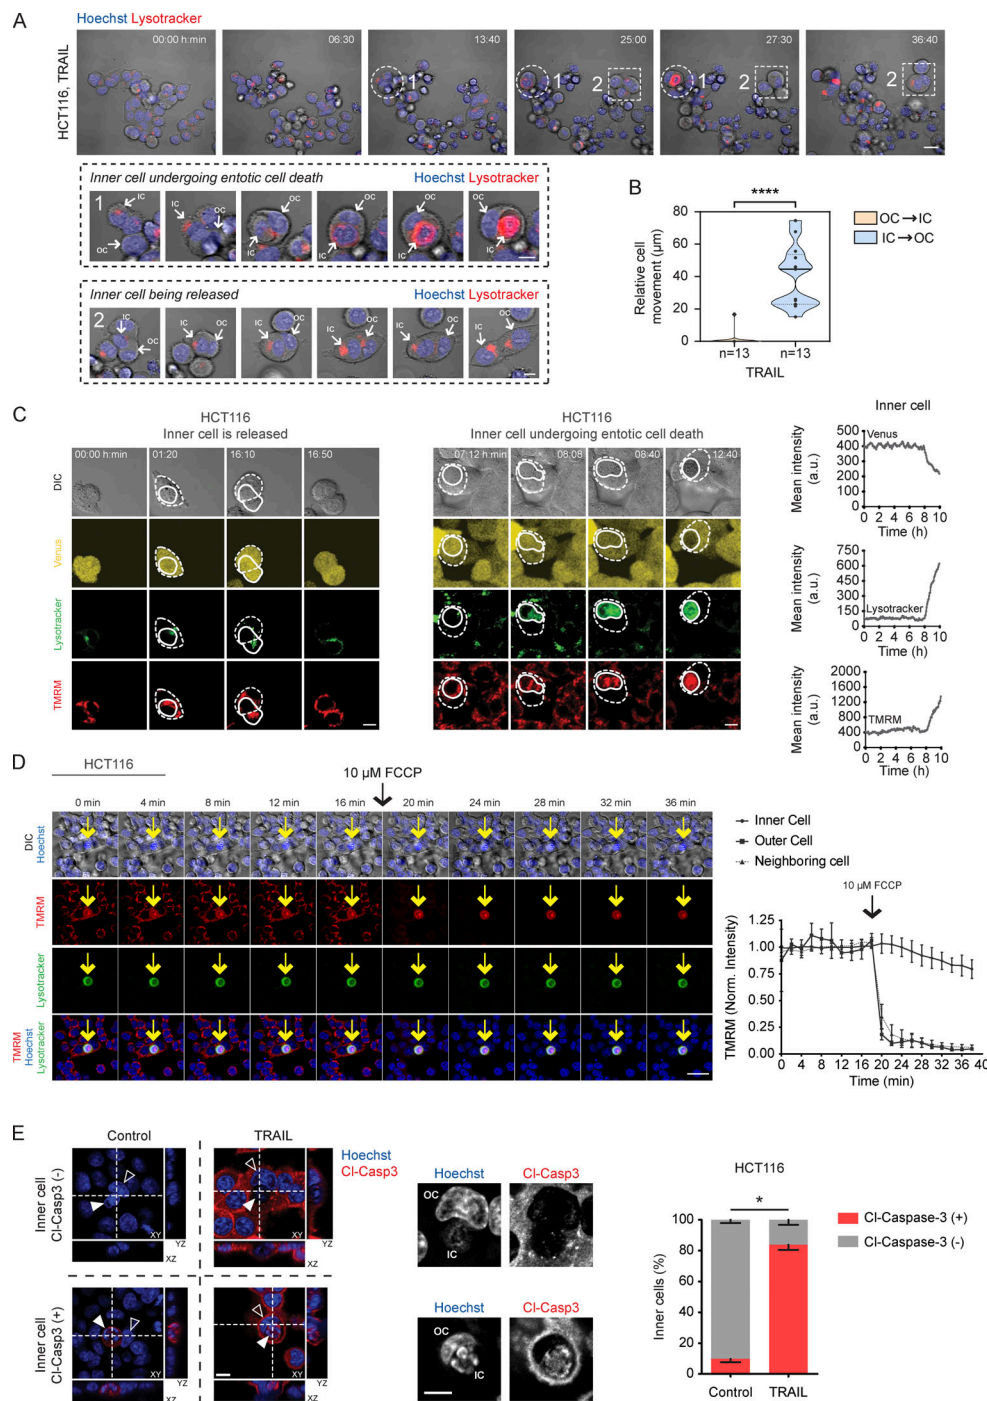 A
Hoechst Lysotracker
HCT116, TRAIL
00:00 h:min
06:30
13:40
25:00
27:30
36:40
1
1
2
1
2
2
Inner cell undergoing entotic cell death
Hoechst Lysotracker
1
IC
OC
IC
OC
OC
IC
OC
IC
OC
IC
OC
IC
Inner cell being released
Hoechst Lysotracker
2
IC
OC
IC
OC
IC
OC
IC
OC
IC
OC
IC
OC
B
****
Relative cell
movement (µm)
80
60
40
20
0
n=13
n=13
TRAIL
OC→IC
IC→OC
C
HCT116
Inner cell is released
00:00 h:min
01:20
16:10
16:50
DIC
Venus
Lysotracker
TMRM
HCT116
Inner cell undergoing entotic cell death
07:12 h:min
08:08
08:40
12:40
Inner cell
Mean intensity
(a.u.)
500
400
300
200
100
0
Venus
0 2 4 6 8 10
Time (h)
Mean intensity
(a.u.)
750
600
450
300
150
0
Lysotracker
0 2 4 6 8 10
Time (h)
Mean intensity
(a.u.)
2000
1600
1200
800
400
0
TMRM
0 2 4 6 8 10
Time (h)
D
HCT116
10 µM FCCP
0 min
4 min
8 min
12 min
16 min
20 min
24 min
28 min
32 min
36 min
DIC
Hoechst
TMRM
Lysotracker
TMRM
Hoechst
Lysotracker
Inner Cell
Outer Cell
Neighboring cell
10 µM FCCP
TMRM (Norm. Intensity)
1.25
1.00
0.75
0.50
0.25
0.00
0 4 8 12 16 20 24 28 32 36 40
Time (min)
E
Control
TRAIL
Hoechst
Cl-Casp3
Inner cell
Cl-Casp3 (-)
XY
YZ
XZ
XY
YZ
XZ
Inner cell
Cl-Casp3 (+)
XY
YZ
XZ
XY
YZ
XZ
Hoechst
Cl-Casp3
OC
IC
Hoechst
Cl-Casp3
OC
IC
HCT116
*
Inner cells (%)
100
80
60
40
20
0
Control
TRAIL
Cl-Caspase-3 (+)
Cl-Caspase-3 (-)